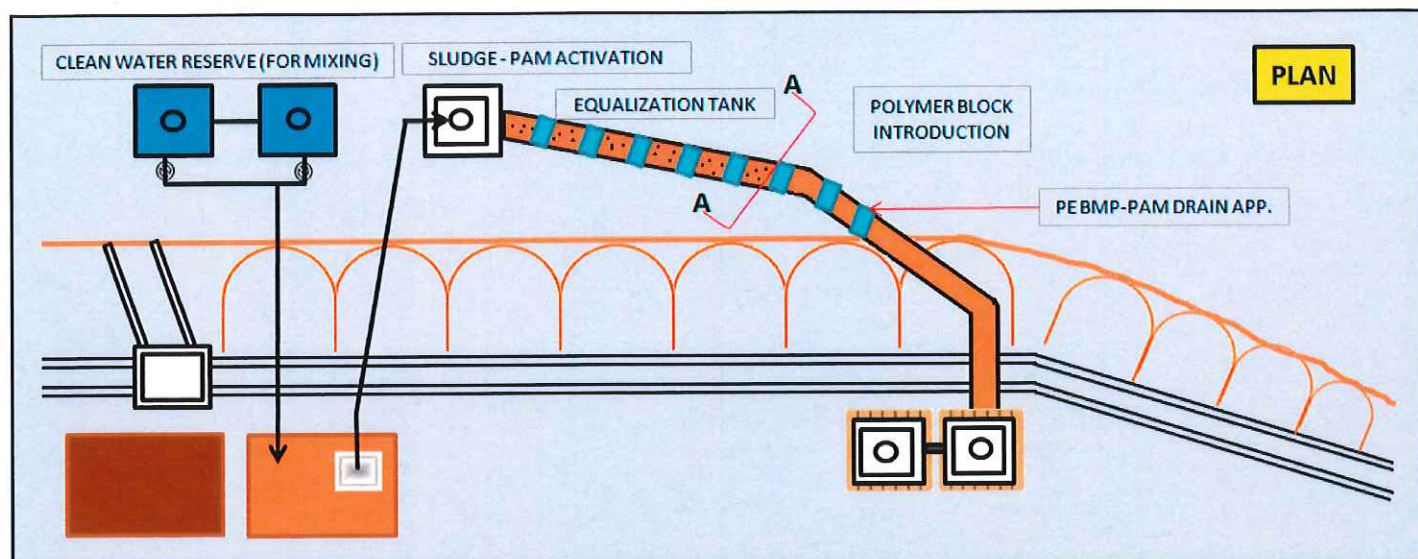 CLEAN WATER RESERVE (FOR MIXING)
SLUDGE - PAM ACTIVATION
EQUALIZATION TANK
A
POLYMER BLOCK
INTRODUCTION
PLAN
A
PE BMP-PAM DRAIN APP.